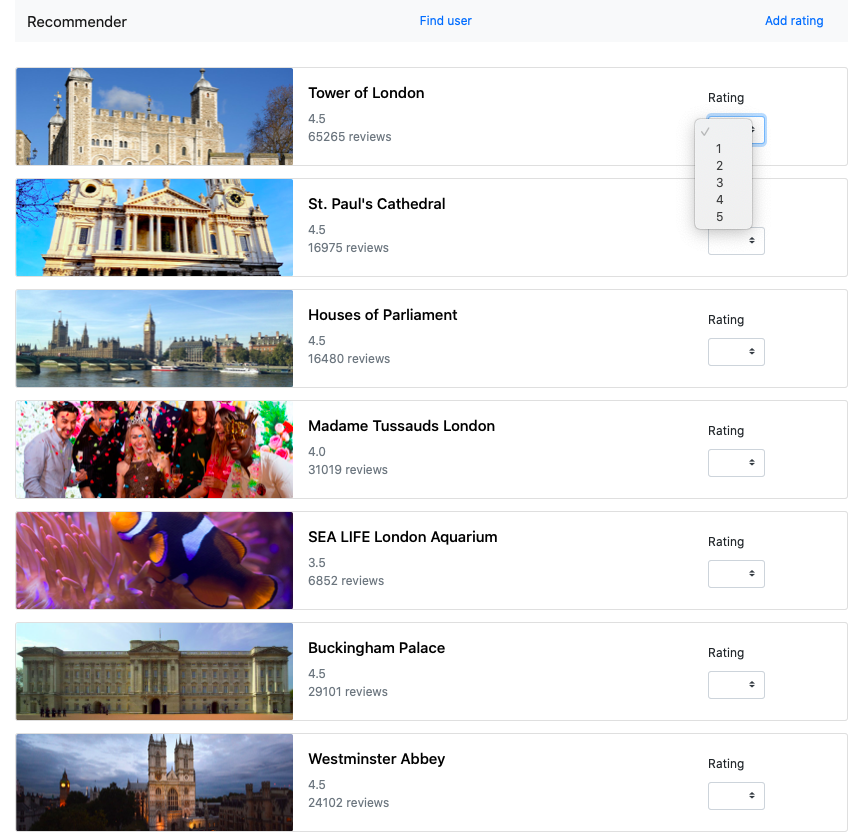 Recommender
Find user
Add rating
Tower of London
4.5
65265 reviews
Rating
✓
1
2
3
4
5
St. Paul's Cathedral
4.5
16975 reviews
Houses of Parliament
4.5
16480 reviews
Rating
Madame Tussauds London
4.0
31019 reviews
Rating
SEA LIFE London Aquarium
3.5
6852 reviews
Rating
Buckingham Palace
4.5
29101 reviews
Rating
Westminster Abbey
4.5
24102 reviews
Rating